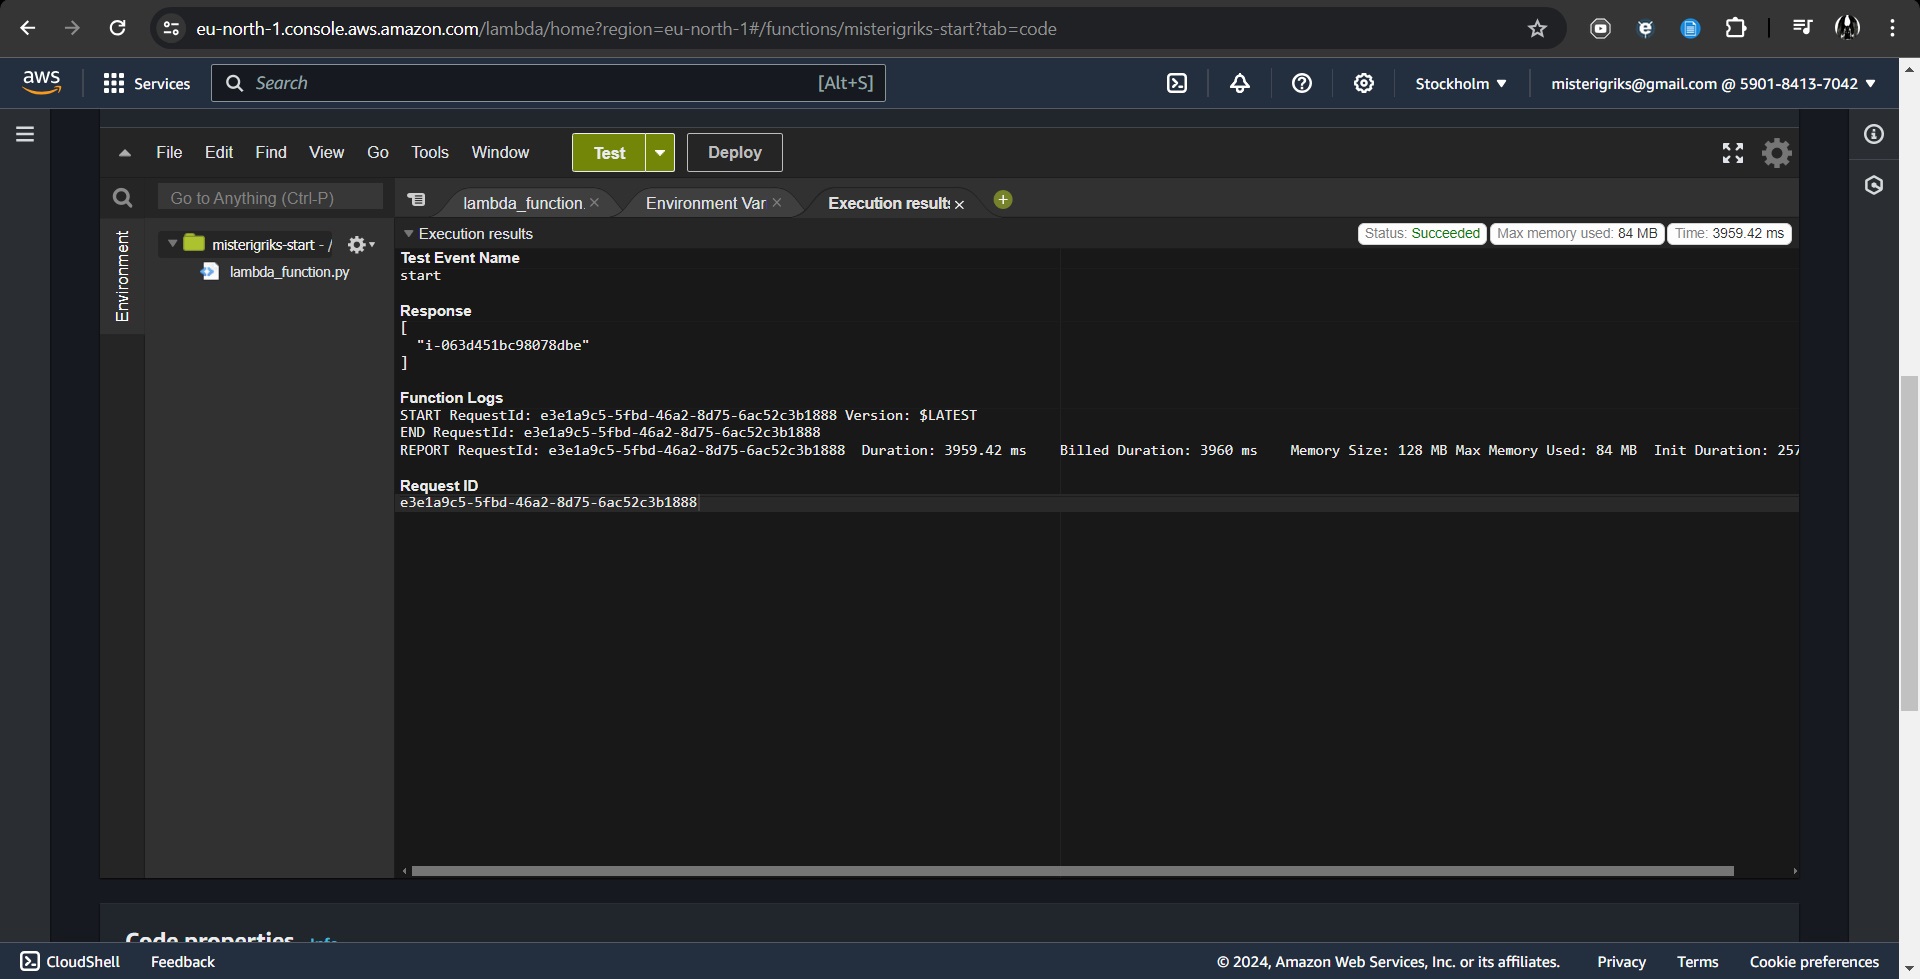 eu-north-1.console.aws.amazon.com/lambda/home?region=eu-north-1#/functions/misterigriks-start?tab=code
aws
Services
Search
[Alt+S]
Stockholm
misterigriks@gmail.com @ 5901-8413-7042
File Edit Find View Go Tools Window
Test
Deploy
Go to Anything (Ctrl-P)
lambda_function.
Environment Var
Execution results
Environment
misterigriks-start - /
lambda_function.py
Execution results
Status: Succeeded
Max memory used: 84 MB
Time: 3959.42 ms
Test Event Name
start
Response
[
"i-063d451bc98078dbe"
]
Function Logs
START RequestId: e3e1a9c5-5fbd-46a2-8d75-6ac52c3b1888 Version: $LATEST
END RequestId: e3e1a9c5-5fbd-46a2-8d75-6ac52c3b1888
REPORT RequestId: e3e1a9c5-5fbd-46a2-8d75-6ac52c3b1888 Duration: 3959.42 ms Billed Duration: 3960 ms Memory Size: 128 MB Max Memory Used: 84 MB Init Duration: 257
Request ID
e3e1a9c5-5fbd-46a2-8d75-6ac52c3b1888
Code properties Info
CloudShell
Feedback
© 2024, Amazon Web Services, Inc. or its affiliates.
Privacy
Terms
Cookie preferences